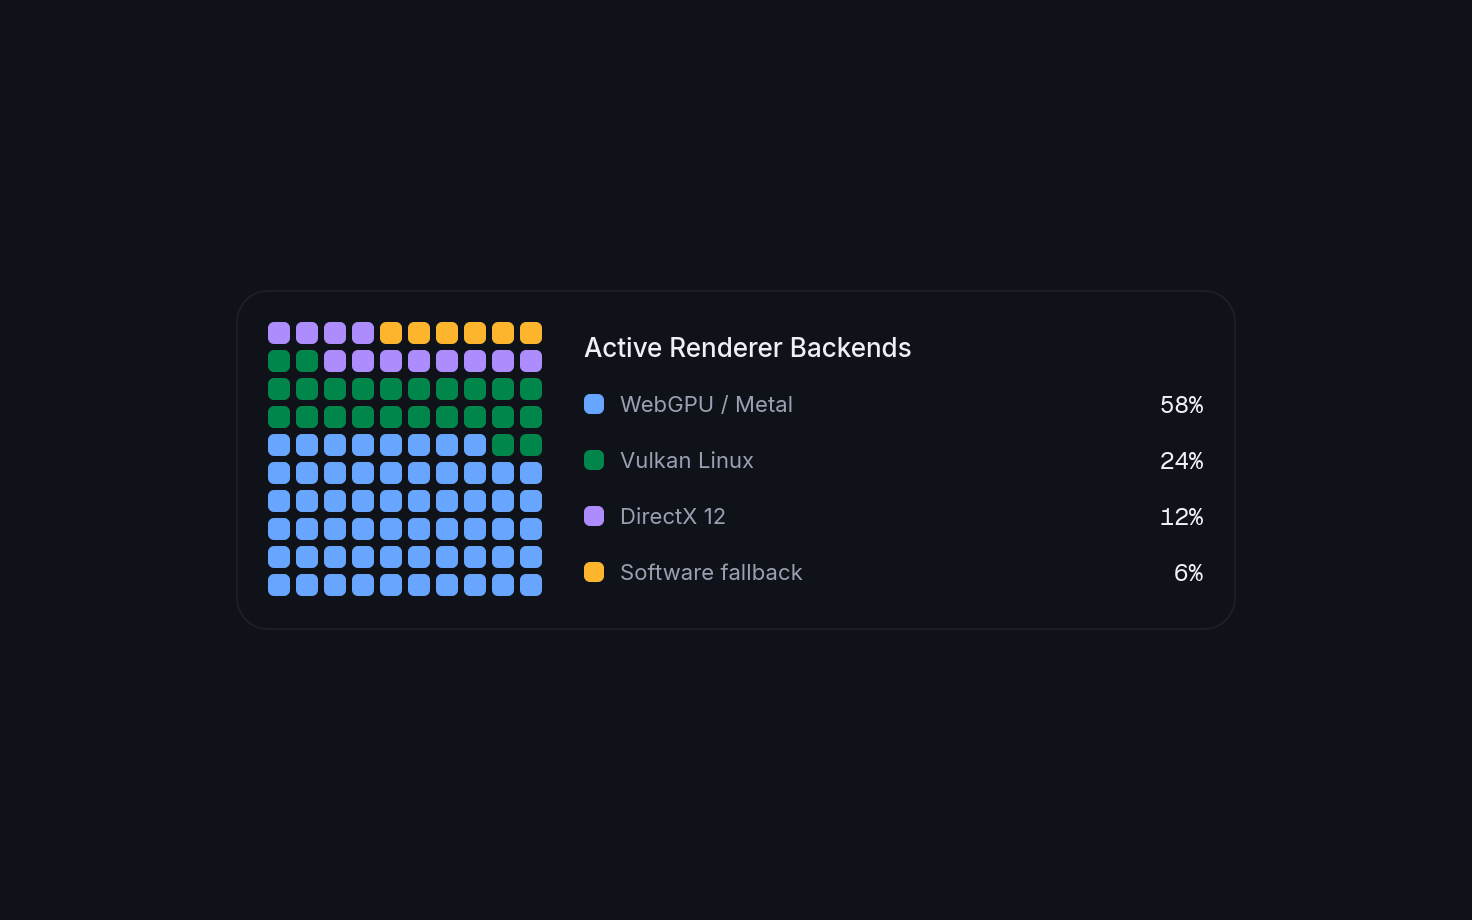 Active Renderer Backends
WebGPU / Metal 58%
Vulkan Linux 24%
DirectX 12 12%
Software fallback 6%